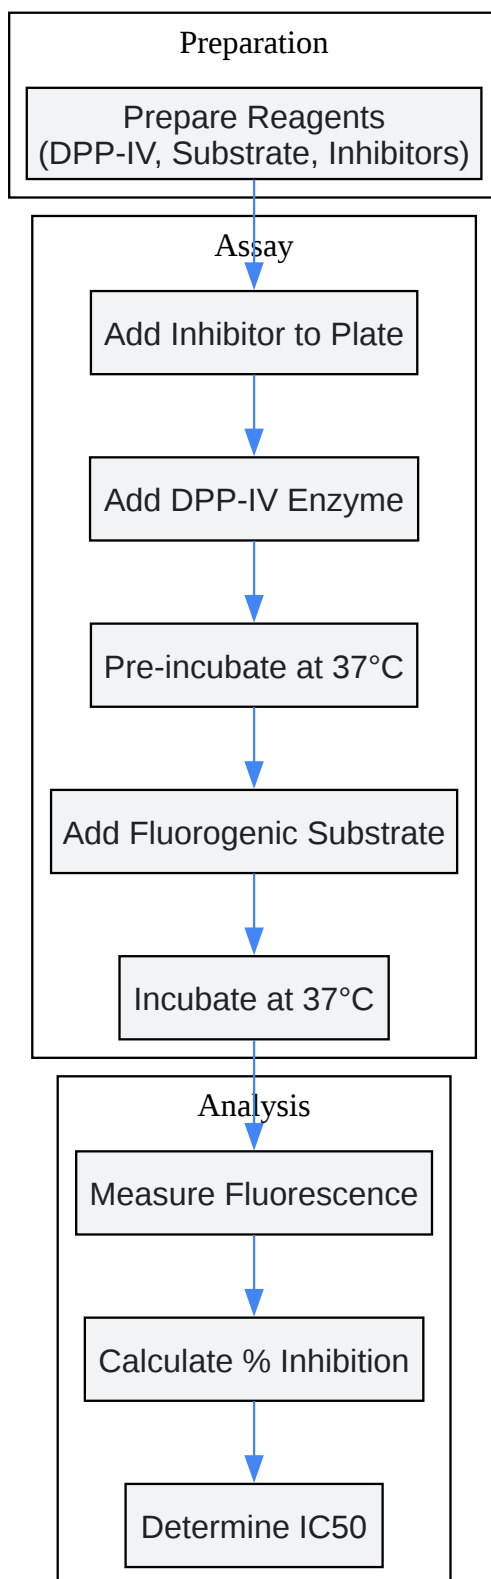 Preparation
Prepare Reagents
(DPP-IV, Substrate, Inhibitors)
Assay
Add Inhibitor to Plate
Add DPP-IV Enzyme
Pre-incubate at 37°C
Add Fluorogenic Substrate
Incubate at 37°C
Analysis
Measure Fluorescence
Calculate % Inhibition
Determine IC50